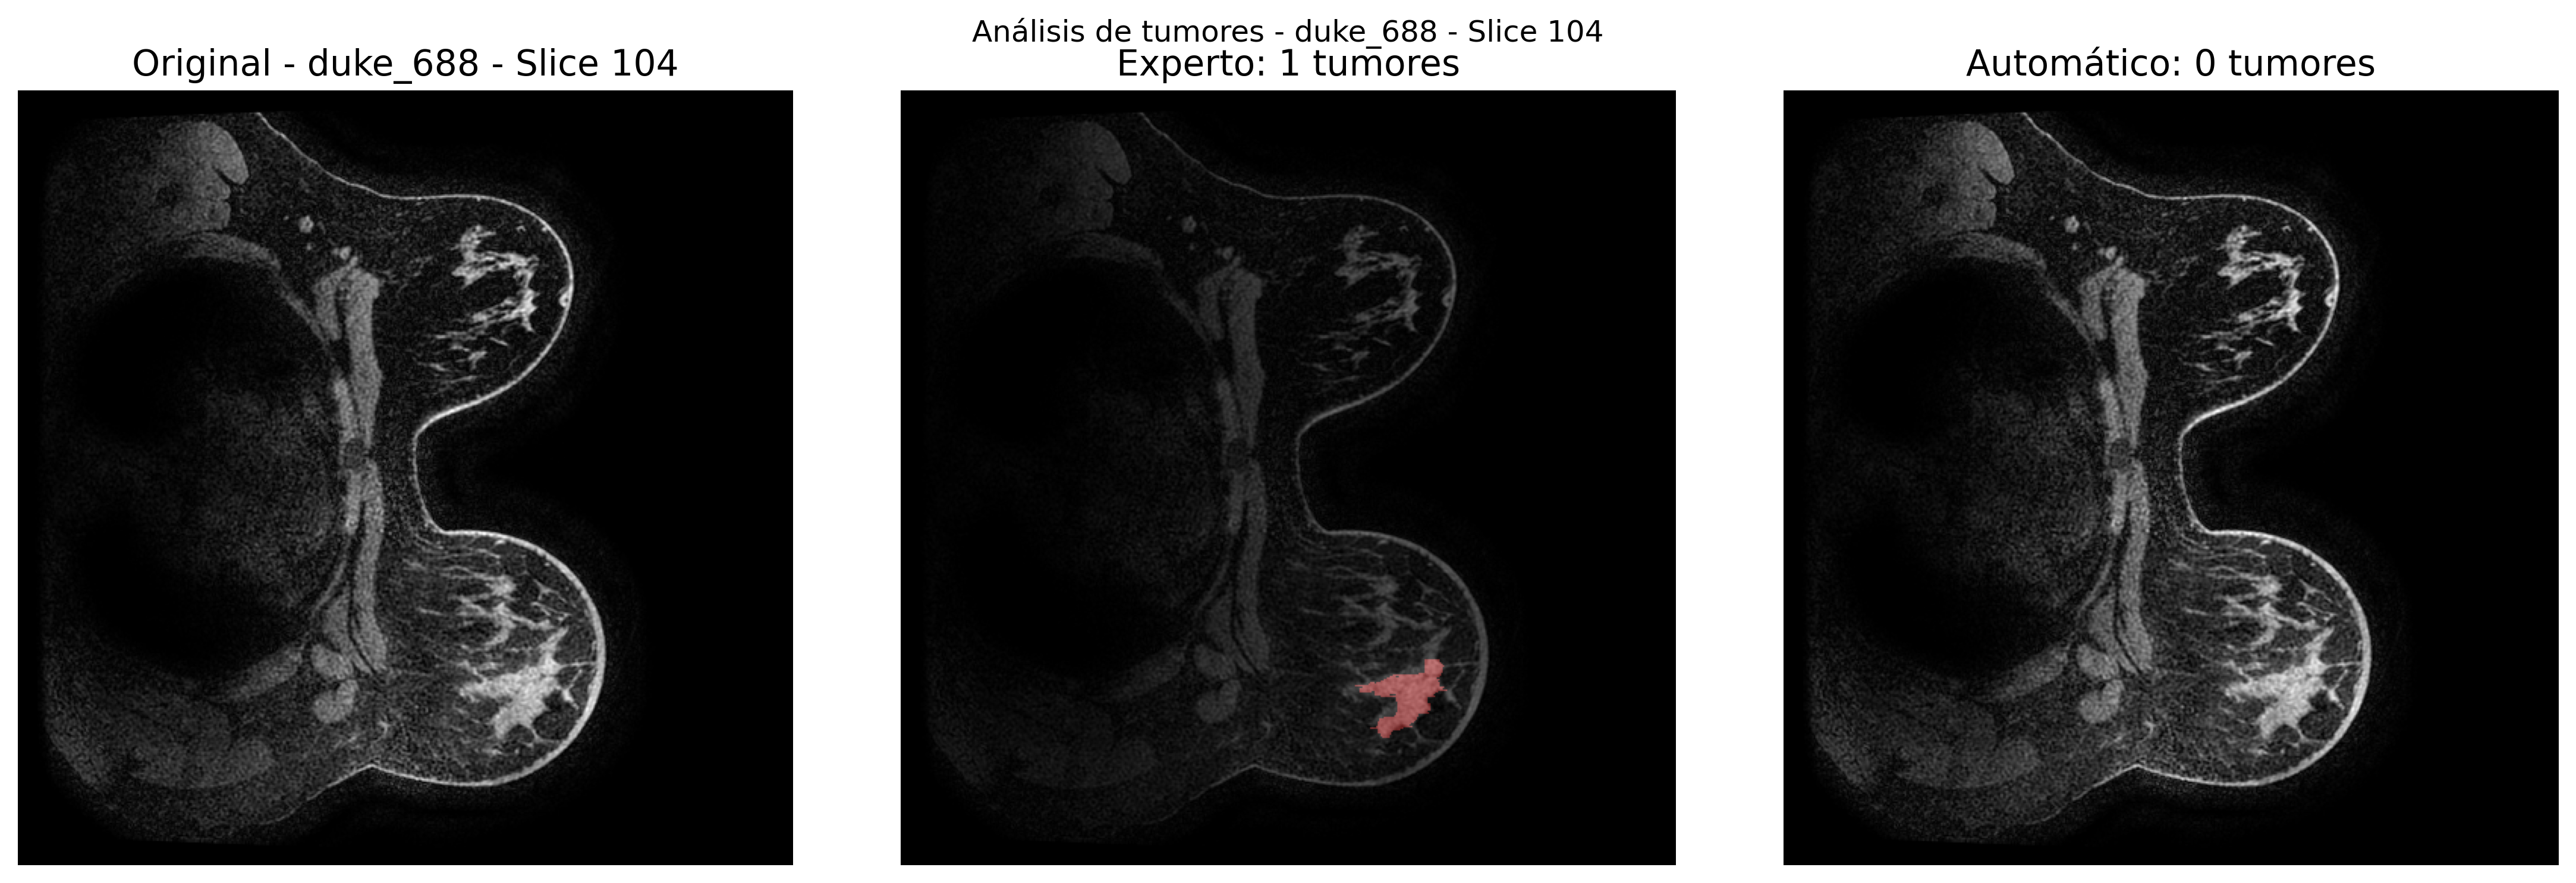 Análisis de tumores - duke_688 - Slice 104
Original - duke_688 - Slice 104
Experto: 1 tumores
Automático: 0 tumores